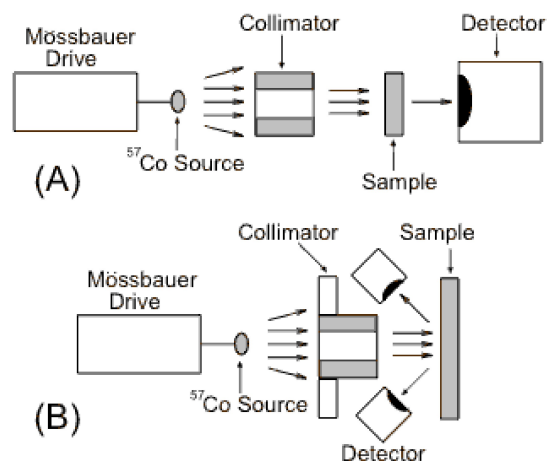 Collimator
Detector
Mössbauer
Drive
⁵⁷Co Source
Sample
(A)
Collimator
Sample
Mössbauer
Drive
⁵⁷Co Source
Detector
(B)